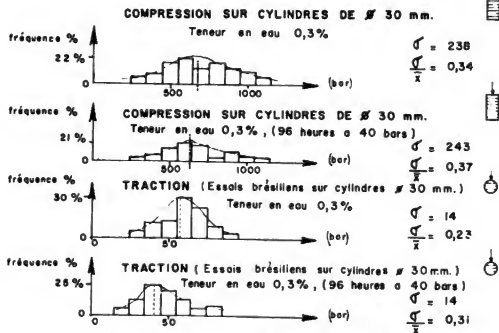 COMPRESSION SUR CYLINDRES DE ø 30 mm.
Teneur en eau 0,3%
fréquence %
22%
0
500
1000
(bar)
σ = 238
σ/x̄ = 0,34
COMPRESSION SUR CYLINDRES DE ø 30 mm.
Teneur en eau 0,3%, (96 heures a 40 bars)
fréquence %
21%
0
500
1000
(bar)
σ = 243
σ/x̄ = 0,37
TRACTION (Essais brésiliens sur cylindres ø 30 mm.)
Teneur en eau 0,3%
fréquence %
30%
0
50
100
(bar)
σ = 14
σ/x̄ = 0,23
TRACTION (Essais brésiliens sur cylindres ø 30mm.)
Teneur en eau 0,3%, (96 heures a 40 bars)
fréquence %
25%
0
50
100
(bar)
σ = 14
σ/x̄ = 0,31